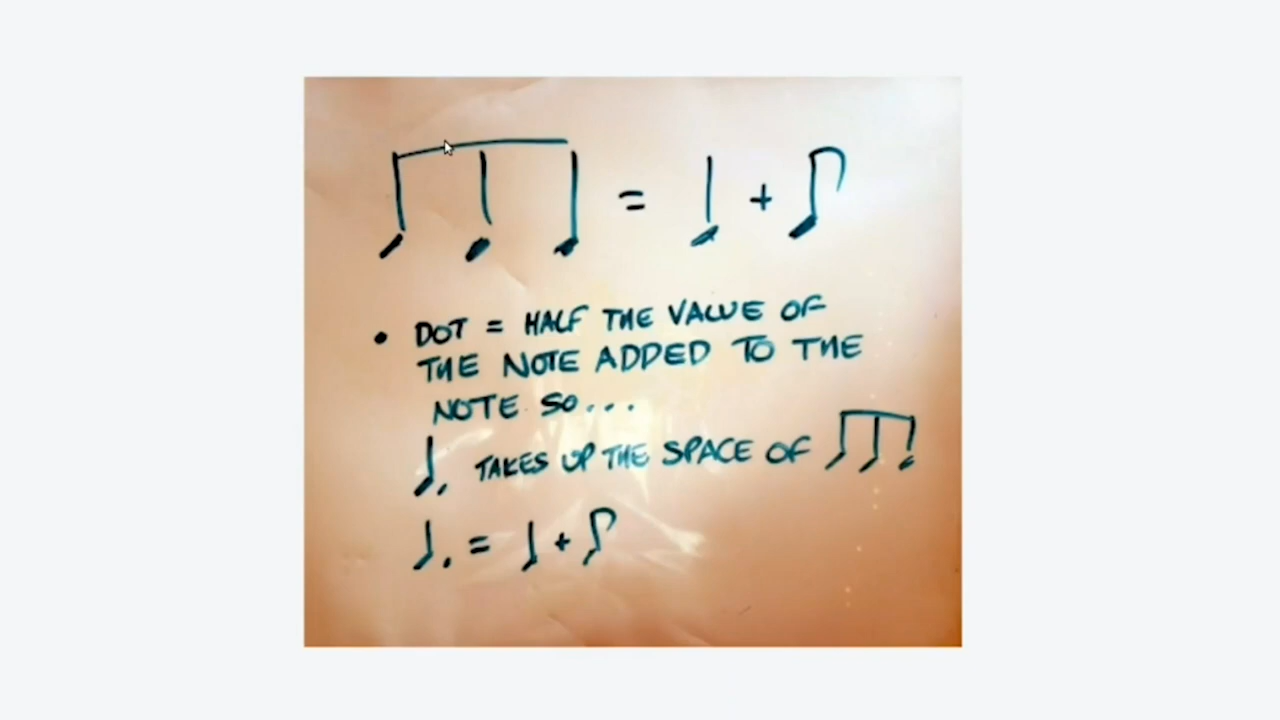 ♪♪♪ = ♩ + ♪
• DOT = HALF THE VALUE OF
THE NOTE ADDED TO THE
NOTE SO...
♩. TAKES UP THE SPACE OF ♪♪♪
♩. = ♩ + ♪